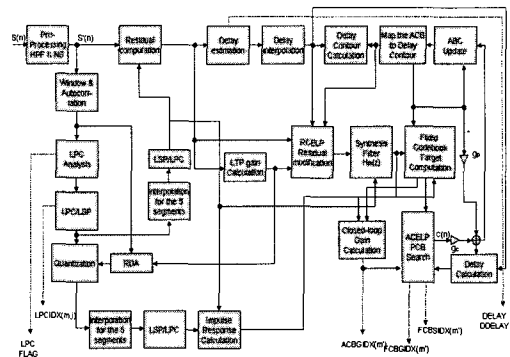 S(n)
Pre-
Processing
HPF & NS
S'(n)
Residual
computation
Delay
estimation
Delay
interpolation
Delay
Contour
Calculation
Map the ACB
to Delay
Contour
Update
Window &
Autocorr-
lation
LPC
Analysis
LPC/LSP
Quantization
RDA
LSP/LPC
Interpolation
for the 5
segments
LTP gain
Calculation
RCELP
Residual
modification
Synthesis
Filter
Hw(z)
Fixed
Codebook
Target
Computation
Closed-loop
Gain
Calculation
ACELP
FCB
Search
C(n)
gc
gp
Delay
Calculation
Interpolation
for the 5
segments
LSP/LPC
Impulse
Response
Calculation
LPCIDX(m,j)
LPC
FLAG
ACBGIDX(m')
FCBGIDX(m')
FCBSIDX(m')
DELAY
DDELAY